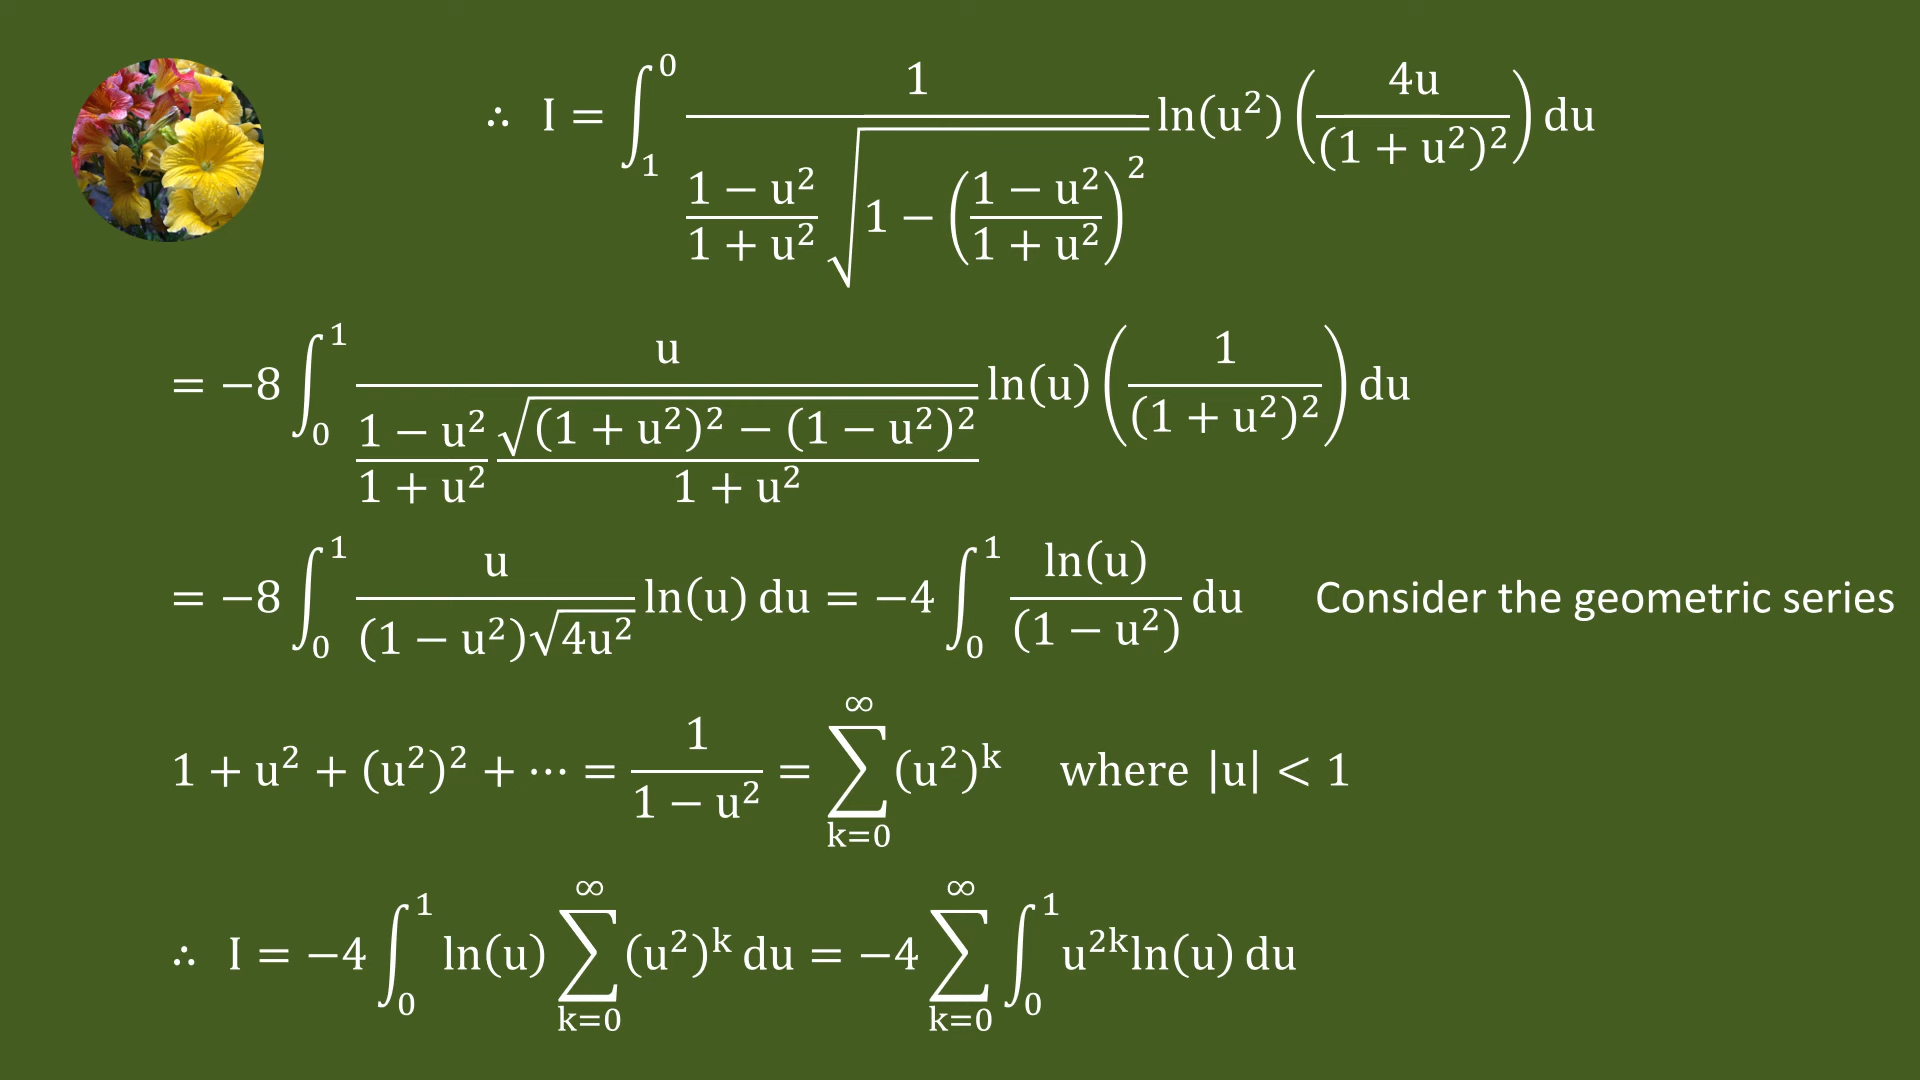 ∴ I = ∫₁⁰ 1 / ( (1 − u²)/(1 + u²) √(1 − ((1 − u²)/(1 + u²))²) ) ln(u²) (4u/(1 + u²)²) du
= −8 ∫₀¹ u / ( (1 − u²)/(1 + u²) · √((1 + u²)² − (1 − u²)²)/(1 + u²) ) ln(u) (1/(1 + u²)²) du
= −8 ∫₀¹ u/((1 − u²)√(4u²)) ln(u) du = −4 ∫₀¹ ln(u)/(1 − u²) du Consider the geometric series
1 + u² + (u²)² + ⋯ = 1/(1 − u²) = ∑_{k=0}^{∞} (u²)^k where |u| < 1
∴ I = −4 ∫₀¹ ln(u) ∑_{k=0}^{∞} (u²)^k du = −4 ∑_{k=0}^{∞} ∫₀¹ u^{2k} ln(u) du